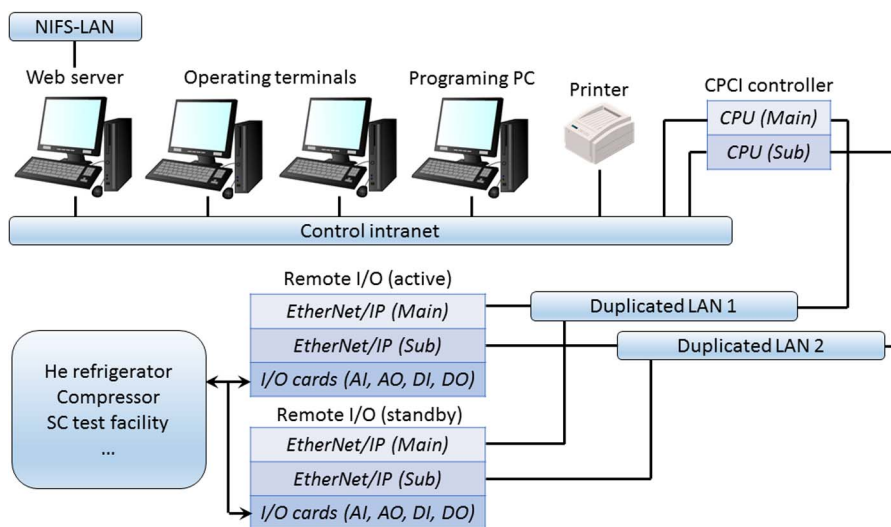 NIFS-LAN
Web server
Operating terminals
Programing PC
Printer
CPCI controller
CPU (Main)
CPU (Sub)
Control intranet
Remote I/O (active)
EtherNet/IP (Main)
EtherNet/IP (Sub)
I/O cards (AI, AO, DI, DO)
Duplicated LAN 1
Duplicated LAN 2
He refrigerator
Compressor
SC test facility
...
Remote I/O (standby)
EtherNet/IP (Main)
EtherNet/IP (Sub)
I/O cards (AI, AO, DI, DO)